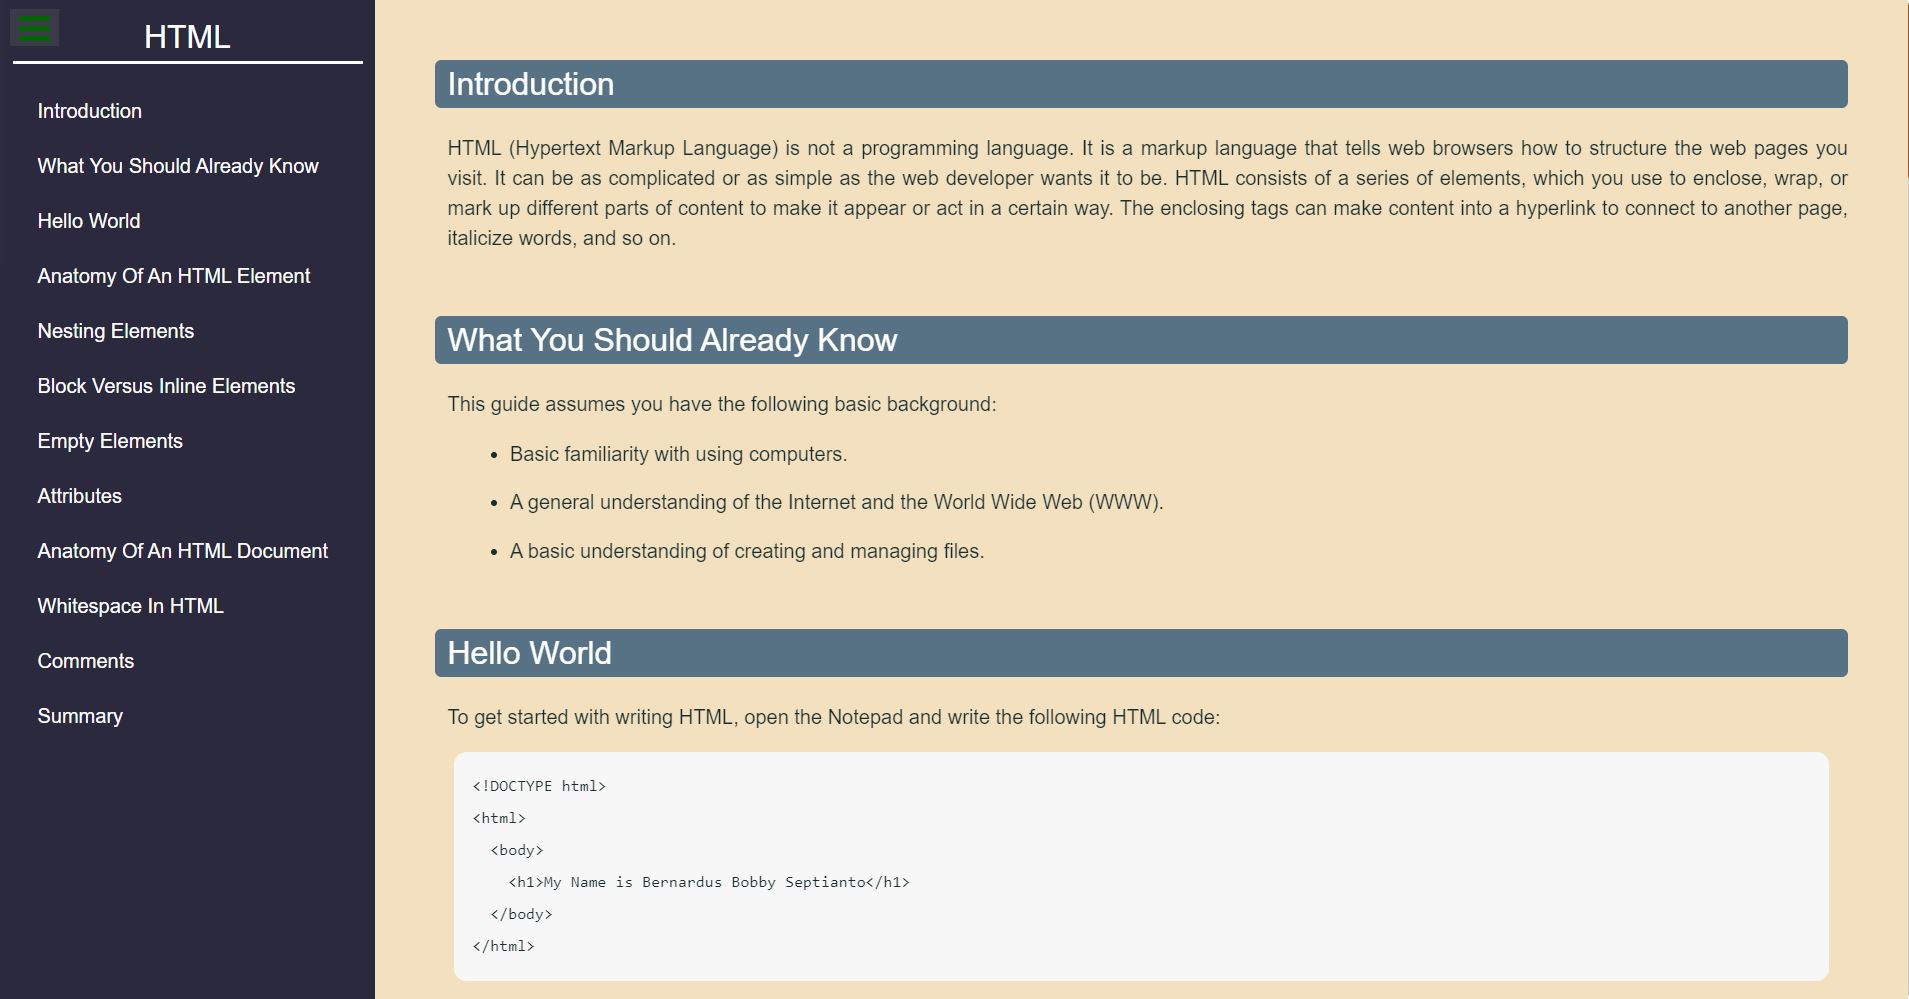 HTML
Introduction
What You Should Already Know
Hello World
Anatomy Of An HTML Element
Nesting Elements
Block Versus Inline Elements
Empty Elements
Attributes
Anatomy Of An HTML Document
Whitespace In HTML
Comments
Summary
Introduction
HTML (Hypertext Markup Language) is not a programming language. It is a markup language that tells web browsers how to structure the web pages you
visit. It can be as complicated or as simple as the web developer wants it to be. HTML consists of a series of elements, which you use to enclose, wrap, or
mark up different parts of content to make it appear or act in a certain way. The enclosing tags can make content into a hyperlink to connect to another page,
italicize words, and so on.
What You Should Already Know
This guide assumes you have the following basic background:
• Basic familiarity with using computers.
• A general understanding of the Internet and the World Wide Web (WWW).
• A basic understanding of creating and managing files.
Hello World
To get started with writing HTML, open the Notepad and write the following HTML code:
<!DOCTYPE html>
<html>
  <body>
    <h1>My Name is Bernardus Bobby Septianto</h1>
  </body>
</html>